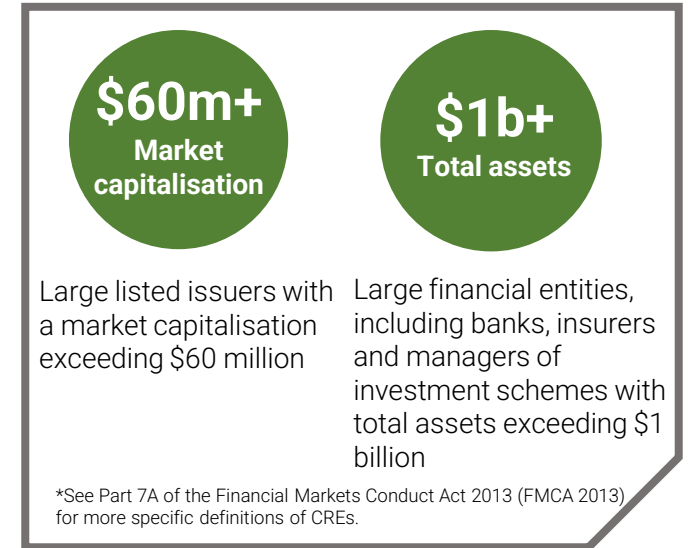 $60m+
Market
capitalisation
$1b+
Total assets
Large listed issuers with
a market capitalisation
exceeding $60 million
Large financial entities,
including banks, insurers
and managers of
investment schemes with
total assets exceeding $1
billion
*See Part 7A of the Financial Markets Conduct Act 2013 (FMCA 2013)
for more specific definitions of CREs.